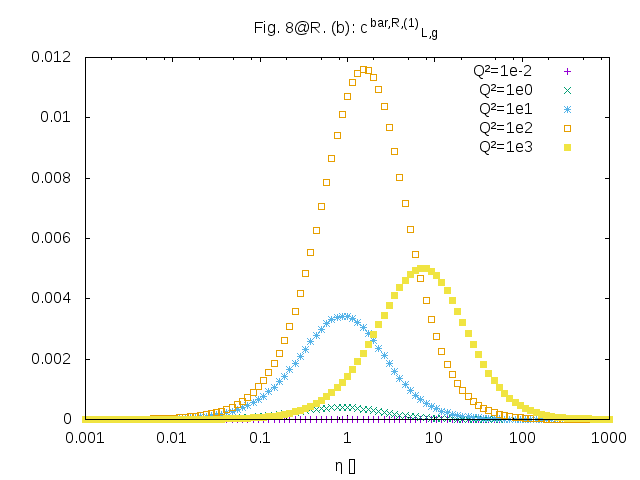 Fig. 8@R. (b): c^bar,R,(1)_L,g
Q²=1e-2
Q²=1e0
Q²=1e1
Q²=1e2
Q²=1e3
0.012
0.01
0.008
0.006
0.004
0.002
0
0.001 0.01 0.1 1 10 100 1000
η []